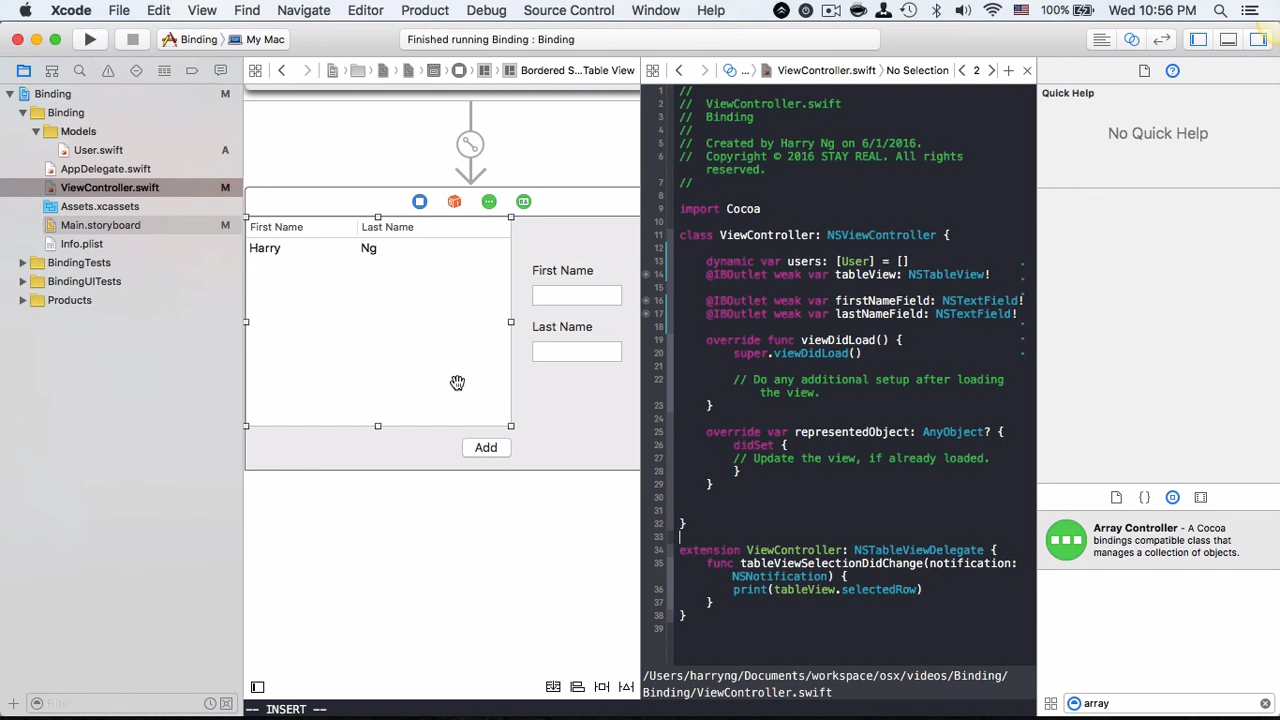 Xcode File Edit View Find Navigate Editor Product Debug Source Control Window Help 100% Wed 10:56 PM
Binding My Mac
Finished running Binding : Binding
Binding M
Binding
Models
User.swift A
AppDelegate.swift
ViewController.swift M
Assets.xcassets
Main.storyboard M
Info.plist
BindingTests
BindingUITests
Products
Filter
Bordered S...Table View
First Name Last Name
Harry Ng
First Name
Last Name
Add
-- INSERT --
ViewController.swift No Selection 2
1 //
2 // ViewController.swift
3 // Binding
4 //
5 // Created by Harry Ng on 6/1/2016.
6 // Copyright © 2016 STAY REAL. All rights
reserved.
7 //
8
9 import Cocoa
10
11 class ViewController: NSViewController {
12
13 dynamic var users: [User] = []
14 @IBOutlet weak var tableView: NSTableView!
15
16 @IBOutlet weak var firstNameField: NSTextField!
17 @IBOutlet weak var lastNameField: NSTextField!
18
19 override func viewDidLoad() {
20 super.viewDidLoad()
21
22 // Do any additional setup after loading
the view.
23 }
24
25 override var representedObject: AnyObject? {
26 didSet {
27 // Update the view, if already loaded.
28 }
29 }
30
31
32 }
33
34 extension ViewController: NSTableViewDelegate {
35 func tableViewSelectionDidChange(notification:
NSNotification) {
36 print(tableView.selectedRow)
37 }
38 }
39
/Users/harryng/Documents/workspace/osx/videos/Binding/
Binding/ViewController.swift
Quick Help
No Quick Help
Array Controller - A Cocoa
bindings compatible class that
manages a collection of objects.
array